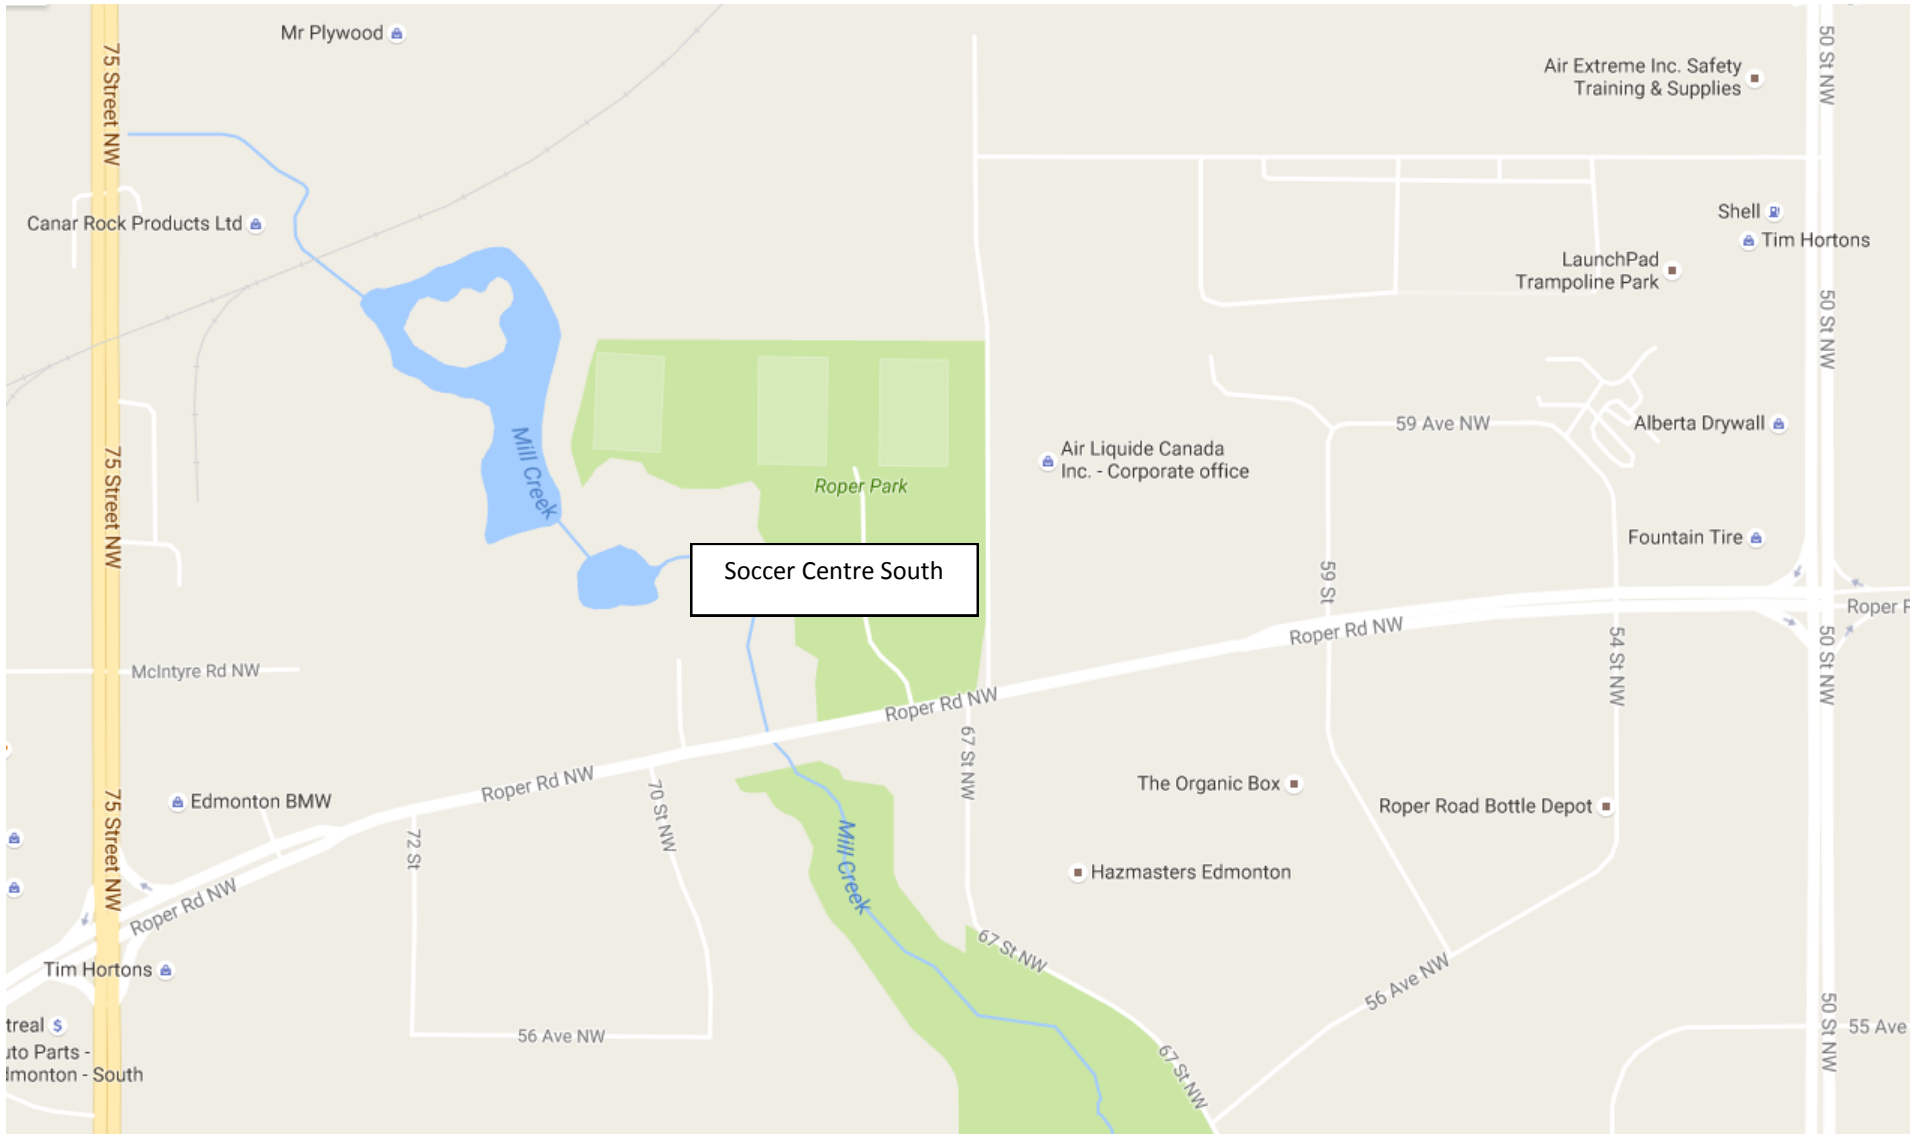 Mr Plywood
75 Street NW
50 St NW
Air Extreme Inc. Safety
Training & Supplies
Canar Rock Products Ltd
Shell
Tim Hortons
LaunchPad
Trampoline Park
50 St NW
59 Ave NW
Alberta Drywall
Air Liquide Canada
Inc. - Corporate office
Mill Creek
Roper Park
75 Street NW
Fountain Tire
Soccer Centre South
59 St
Roper
Roper Rd NW
54 St NW
50 St NW
McIntyre Rd NW
Roper Rd NW
67 St NW
Roper Rd NW
The Organic Box
Edmonton BMW
75 Street NW
70 St NW
Roper Road Bottle Depot
72 St
Mill Creek
Hazmasters Edmonton
Roper Rd NW
67 St NW
Tim Hortons
56 Ave NW
treal
50 St NW
55 Ave
56 Ave NW
uto Parts -
dmonton - South
67 St NW